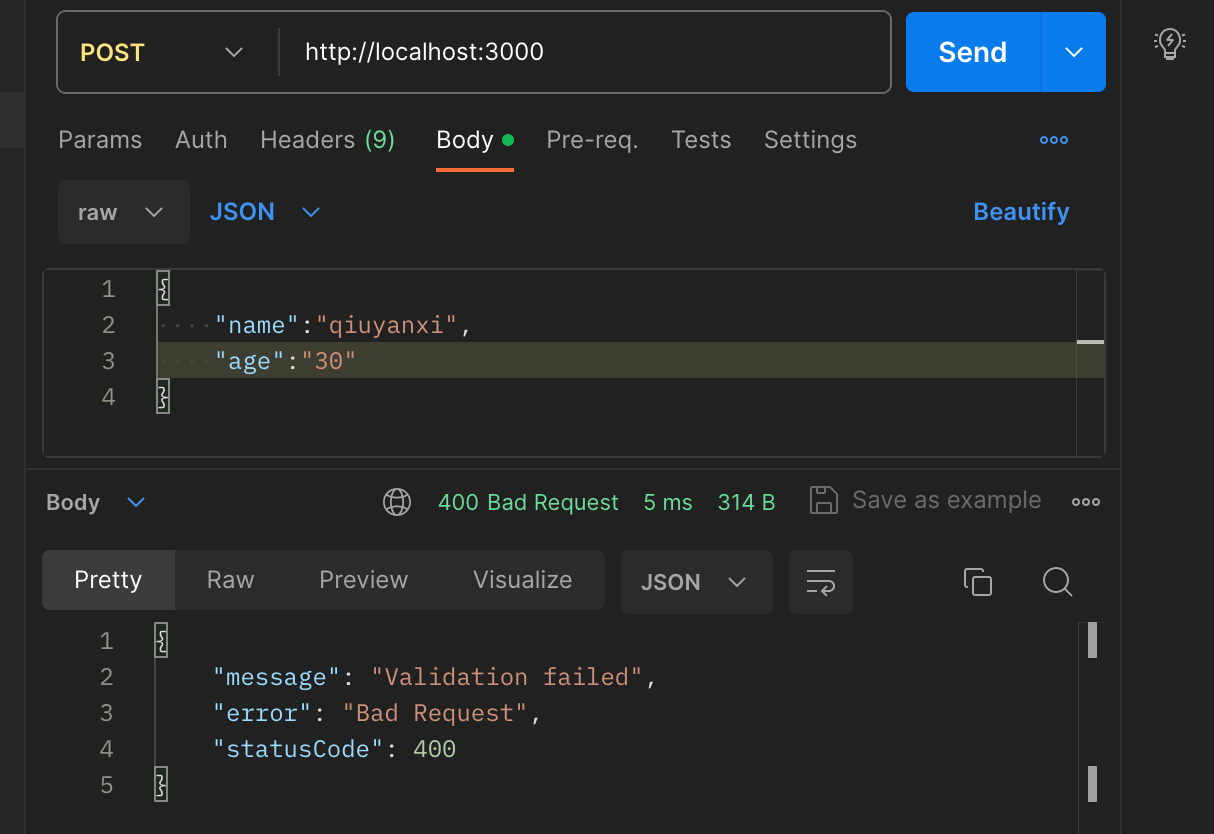 POST http://localhost:3000 Send
Params Auth Headers (9) Body Pre-req. Tests Settings
raw JSON Beautify
1 {
2 "name":"qiuyanxi",
3 "age":"30"
4 }
Body 400 Bad Request 5 ms 314 B Save as example
Pretty Raw Preview Visualize JSON
1 {
2 "message": "Validation failed",
3 "error": "Bad Request",
4 "statusCode": 400
5 }